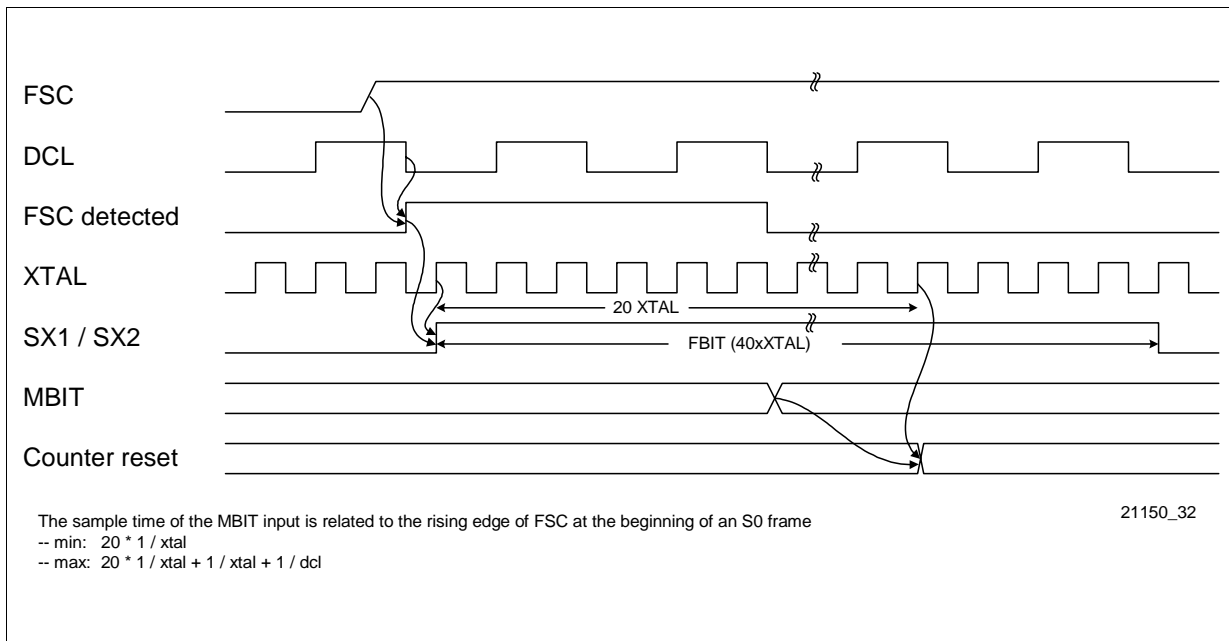 FSC
DCL
FSC detected
XTAL
20 XTAL
SX1 / SX2
FBIT (40xXTAL)
MBIT
Counter reset
The sample time of the MBIT input is related to the rising edge of FSC at the beginning of an S0 frame
21150_32
-- min: 20 * 1 / xtal
-- max: 20 * 1 / xtal + 1 / xtal + 1 / dcl